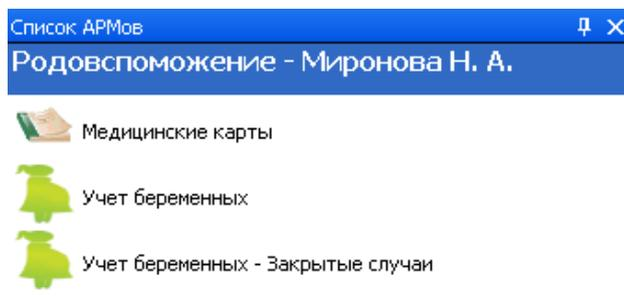 Список АРМов
Родовспоможение - Миронова Н. А.
Медицинские карты
Учет беременных
Учет беременных - Закрытые случаи